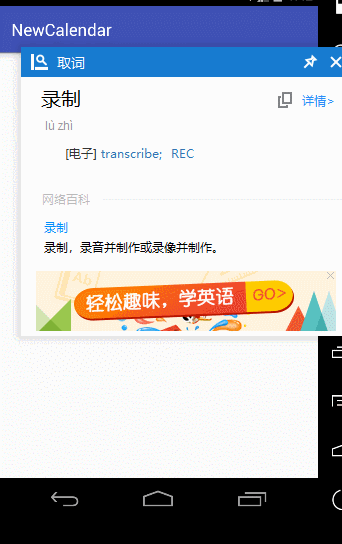 NewCalendar
取词
录制
详情>
lù zhì
[电子] transcribe; REC
网络百科
录制
录制，录音并制作或录像并制作。
Ab
轻松趣味，学英语 GO>